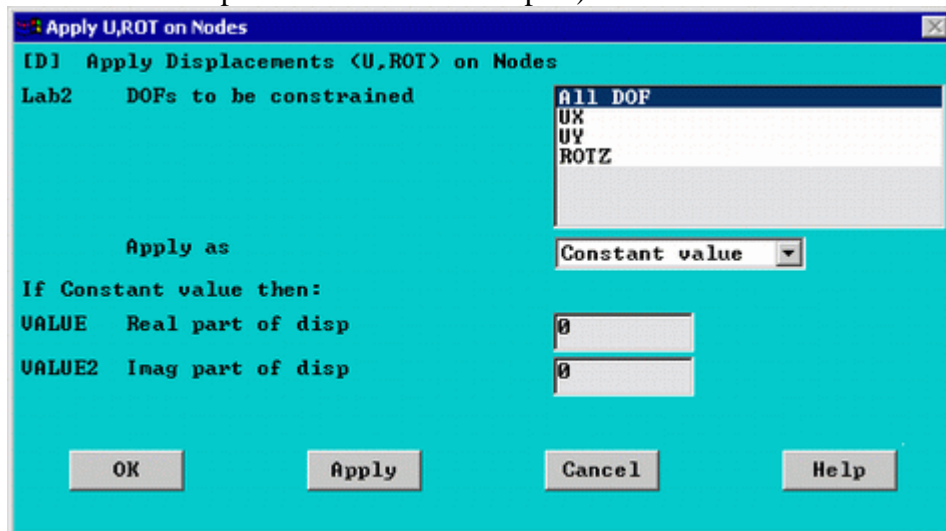 Apply U,ROT on Nodes
[D] Apply Displacements (U,ROT) on Nodes
Lab2 DOFs to be constrained
All DOF
UX
UY
ROTZ
Apply as Constant value
If Constant value then:
VALUE Real part of disp 0
VALUE2 Imag part of disp 0
OK Apply Cancel Help